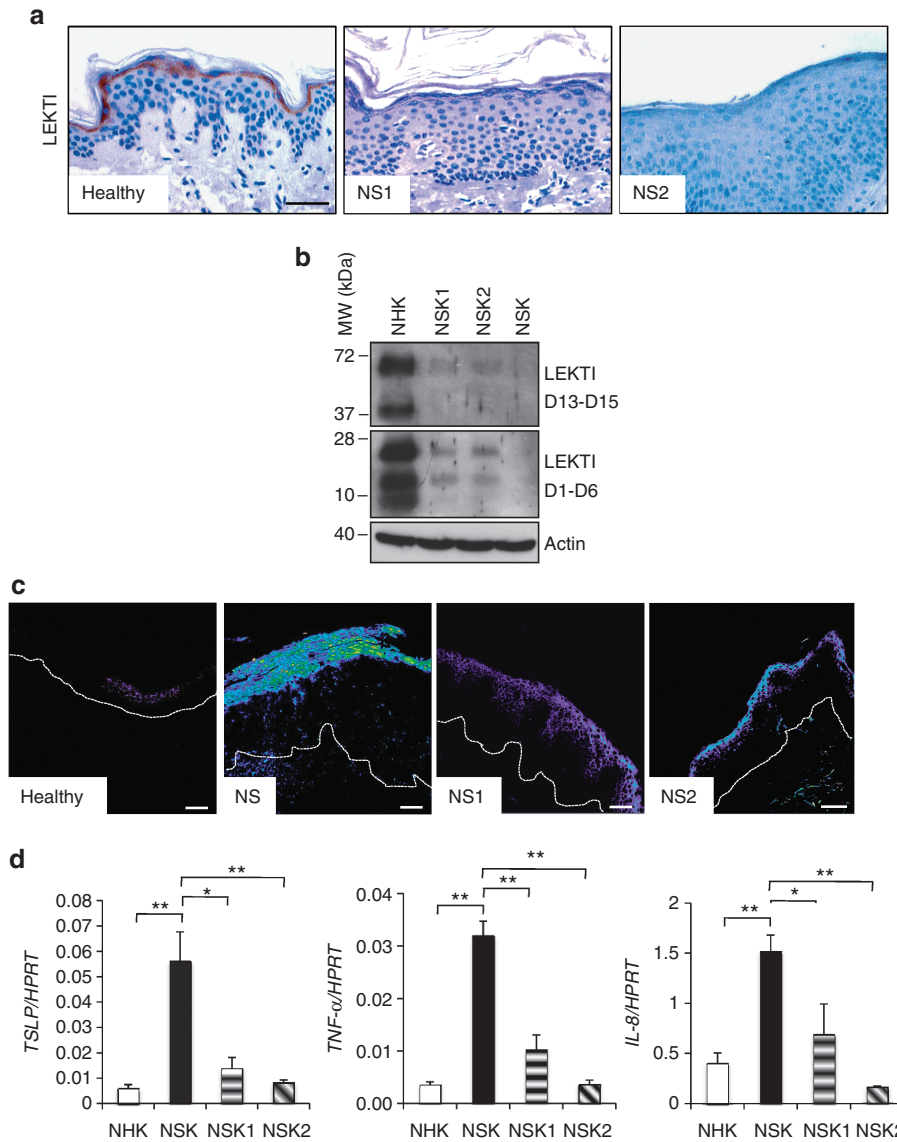 a
LEKTI
Healthy
NS1
NS2
b
MW (kDa)
NHK
NSK1
NSK2
NSK
72
37
LEKTI
D13-D15
28
10
LEKTI
D1-D6
40
Actin
c
Healthy
NS
NS1
NS2
d
TSLP/HPRT
0.08
0.07
0.06
0.05
0.04
0.03
0.02
0.01
0
** * **
NHK NSK NSK1 NSK2
TNF-α/HPRT
0.04
0.03
0.02
0.01
0.00
** ** **
NHK NSK NSK1 NSK2
IL-8/HPRT
2
1.5
1
0.5
0
** * **
NHK NSK NSK1 NSK2